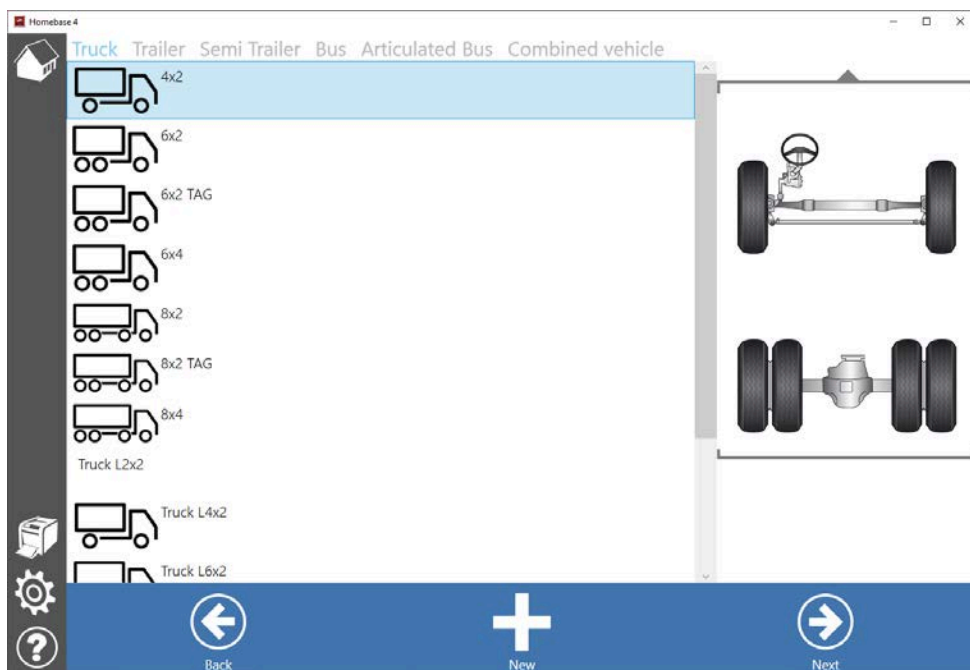 Homebase 4
Truck Trailer Semi Trailer Bus Articulated Bus Combined vehicle
4x2
6x2
6x2 TAG
6x4
8x2
8x2 TAG
8x4
Truck L2x2
Truck L4x2
Truck L6x2
Back New Next